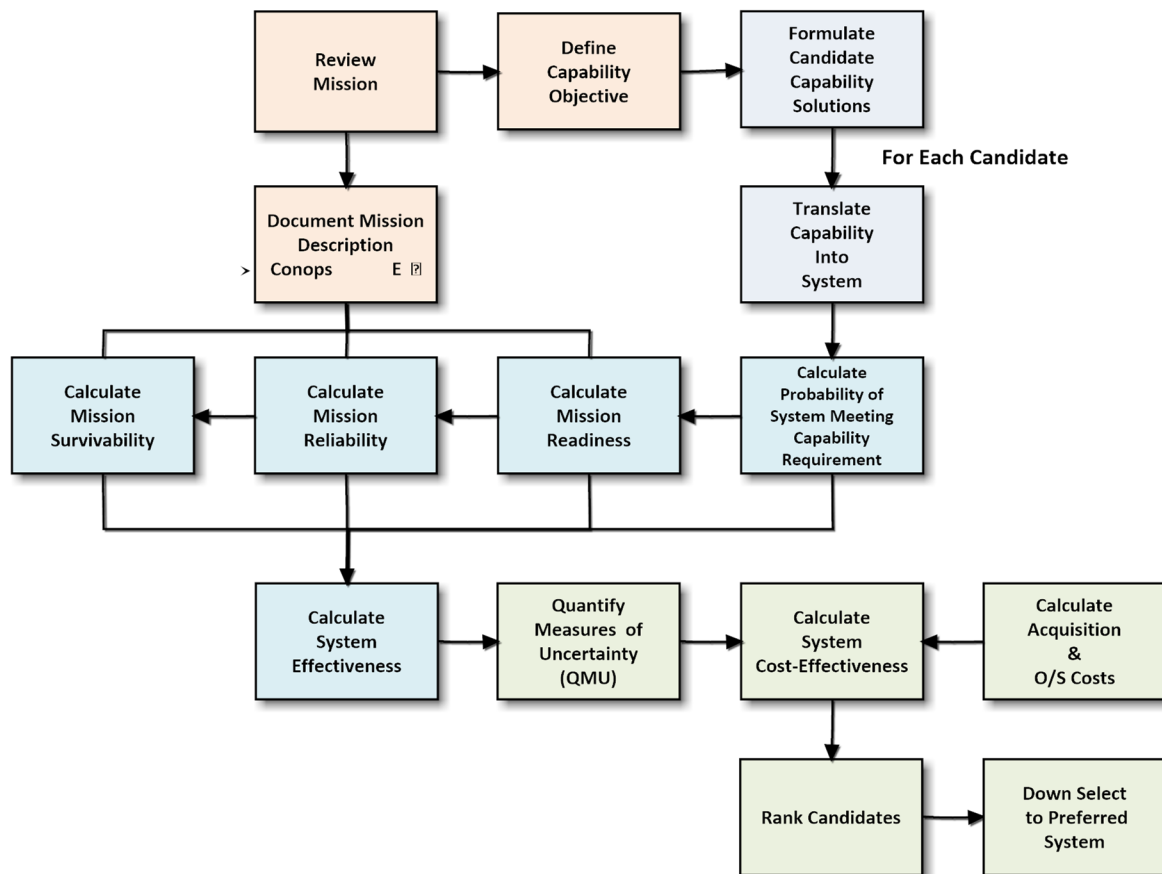 Review
Mission
Define
Capability
Objective
Formulate
Candidate
Capability
Solutions
For Each Candidate
Document Mission
Description
➢ Conops E
Translate
Capability
Into
System
Calculate
Mission
Survivability
Calculate
Mission
Reliability
Calculate
Mission
Readiness
Calculate
Probability of
System Meeting
Capability
Requirement
Calculate
System
Effectiveness
Quantify
Measures of
Uncertainty
(QMU)
Calculate
System
Cost-Effectiveness
Calculate
Acquisition
&
O/S Costs
Rank Candidates
Down Select
to Preferred
System